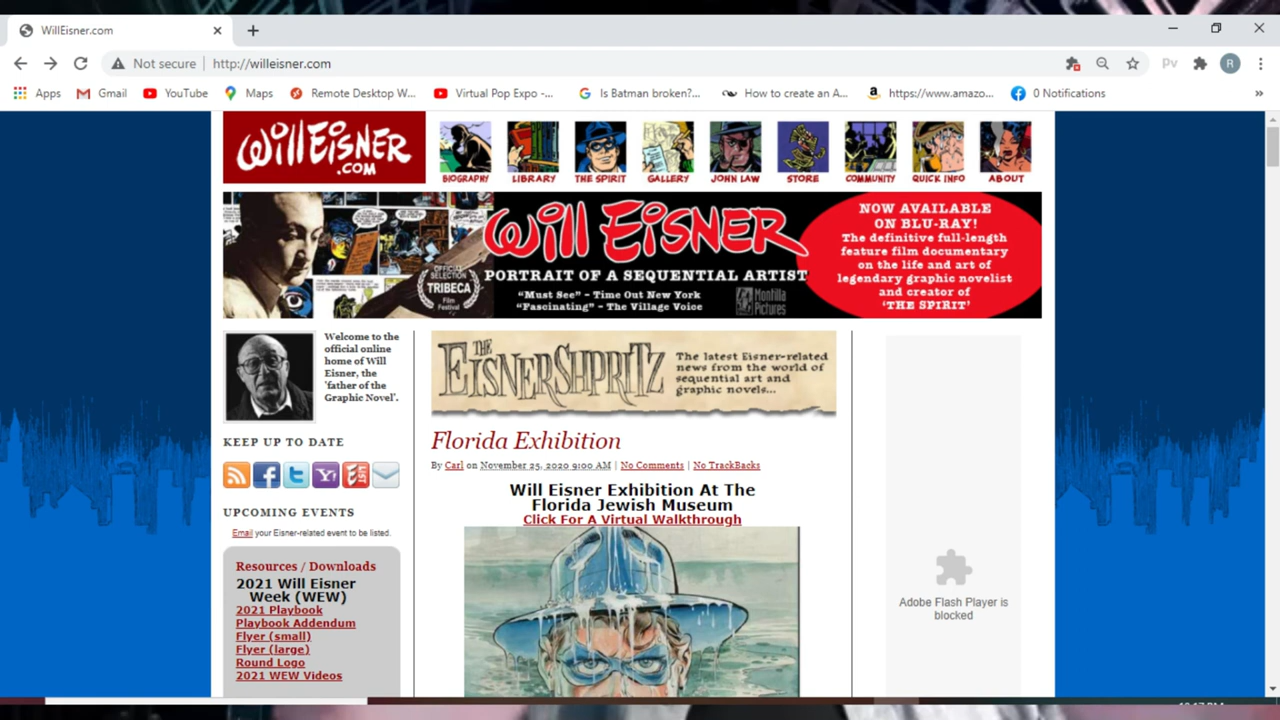 WillEisner.com
Not secure
http://willeisner.com
Pv
R
Apps
Gmail
YouTube
Maps
Remote Desktop W...
Virtual Pop Expo -...
Is Batman broken?...
How to create an A...
https://www.amazo...
0 Notifications
»
Will Eisner
.COM
BIOGRAPHY
LIBRARY
THE SPIRIT
GALLERY
JOHN LAW
STORE
COMMUNITY
QUICK INFO
ABOUT
OFFICIAL
SELECTION
TRIBECA
Film
Festival
Will EISNER
PORTRAIT OF A SEQUENTIAL ARTIST
“Must See” – Time Out New York
“Fascinating” – The Village Voice
Montilla
Pictures
NOW AVAILABLE
ON BLU-RAY!
The definitive full-length
feature film documentary
on the life and art of
legendary graphic novelist
and creator of
‘THE SPIRIT’
Welcome to the
official online
home of Will
Eisner, the
'father of the
Graphic Novel'.
KEEP UP TO DATE
UPCOMING EVENTS
Email your Eisner-related event to be listed.
Resources / Downloads
2021 Will Eisner
Week (WEW)
2021 Playbook
Playbook Addendum
Flyer (small)
Flyer (large)
Round Logo
2021 WEW Videos
THE EISNERSHPRITZ
The latest Eisner-related
news from the world of
sequential art and
graphic novels...
Florida Exhibition
By Carl on November 25, 2020 9:00 AM | No Comments | No TrackBacks
Will Eisner Exhibition At The
Florida Jewish Museum
Click For A Virtual Walkthrough
Adobe Flash Player is
blocked